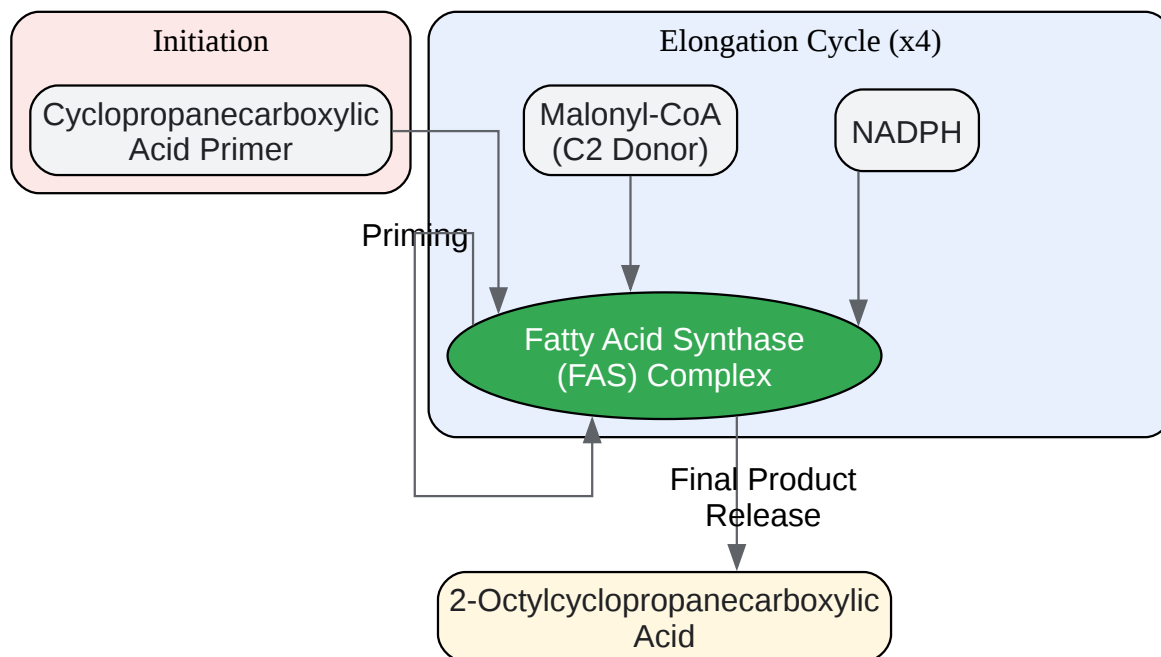 Initiation
Elongation Cycle (x4)
Cyclopropanecarboxylic
Acid Primer
Malonyl-CoA
(C2 Donor)
NADPH
Priming
Fatty Acid Synthase
(FAS) Complex
Final Product
Release
2-Octylcyclopropanecarboxylic
Acid